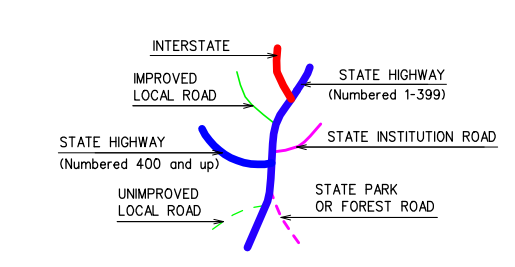 INTERSTATE
IMPROVED
LOCAL ROAD
STATE HIGHWAY
(Numbered 1-399)
STATE HIGHWAY
(Numbered 400 and up)
STATE INSTITUTION ROAD
UNIMPROVED
LOCAL ROAD
STATE PARK
OR FOREST ROAD